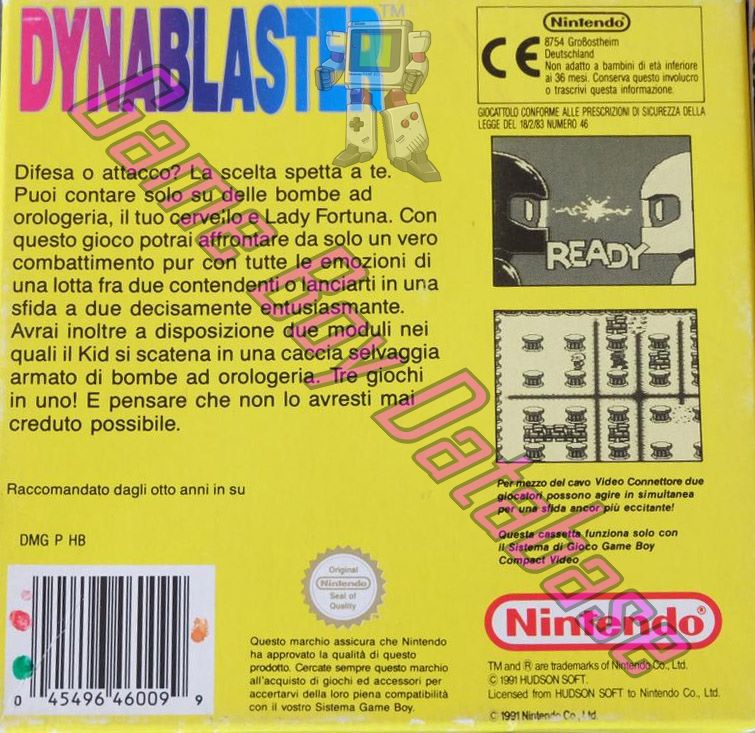 DYNABLASTER™
Difesa o attacco? La scelta spetta a te.
Puoi contare solo su delle bombe ad
orologeria, il tuo cervello e Lady Fortuna. Con
questo gioco potrai affrontare da solo un vero
combattimento pur con tutte le emozioni di
una lotta fra due contendenti o lanciarti in una
sfida a due decisamente entusiasmante.
Avrai inoltre a disposizione due moduli nei
quali il Kid si scatena in una caccia selvaggia
armato di bombe ad orologeria. Tre giochi
in uno! E pensare che non lo avresti mai
creduto possibile.
Raccomandato dagli otto anni in su
DMG P HB
0 45496 46009 9
Original
Nintendo
Seal of
Quality
Questo marchio assicura che Nintendo
ha approvato la qualità di questo
prodotto. Cercate sempre questo marchio
all'acquisto di giochi ed accessori per
accertarvi della loro piena compatibilità
con il vostro Sistema Game Boy.
CE
Nintendo
8754 Großostheim
Deutschland
Non adatto a bambini di età inferiore
ai 36 mesi. Conserva questo involucro
o trascrivi questa informazione.
GIOCATTOLO CONFORME ALLE PRESCRIZIONI DI SICUREZZA DELLA
LEGGE DEL 18/2/83 NUMERO 46
READY
Per mezzo del cavo Video Connettore due
giocatori possono agire in simultanea
per una sfida ancor più eccitante!
Questa cassetta funziona solo con
il Sistema di Gioco Game Boy
Compact Video
Nintendo®
TM and ® are trademarks of Nintendo Co., Ltd.
© 1991 HUDSON SOFT.
Licensed from HUDSON SOFT to Nintendo Co., Ltd.
© 1991 Nintendo Co., Ltd.
Game Boy Database